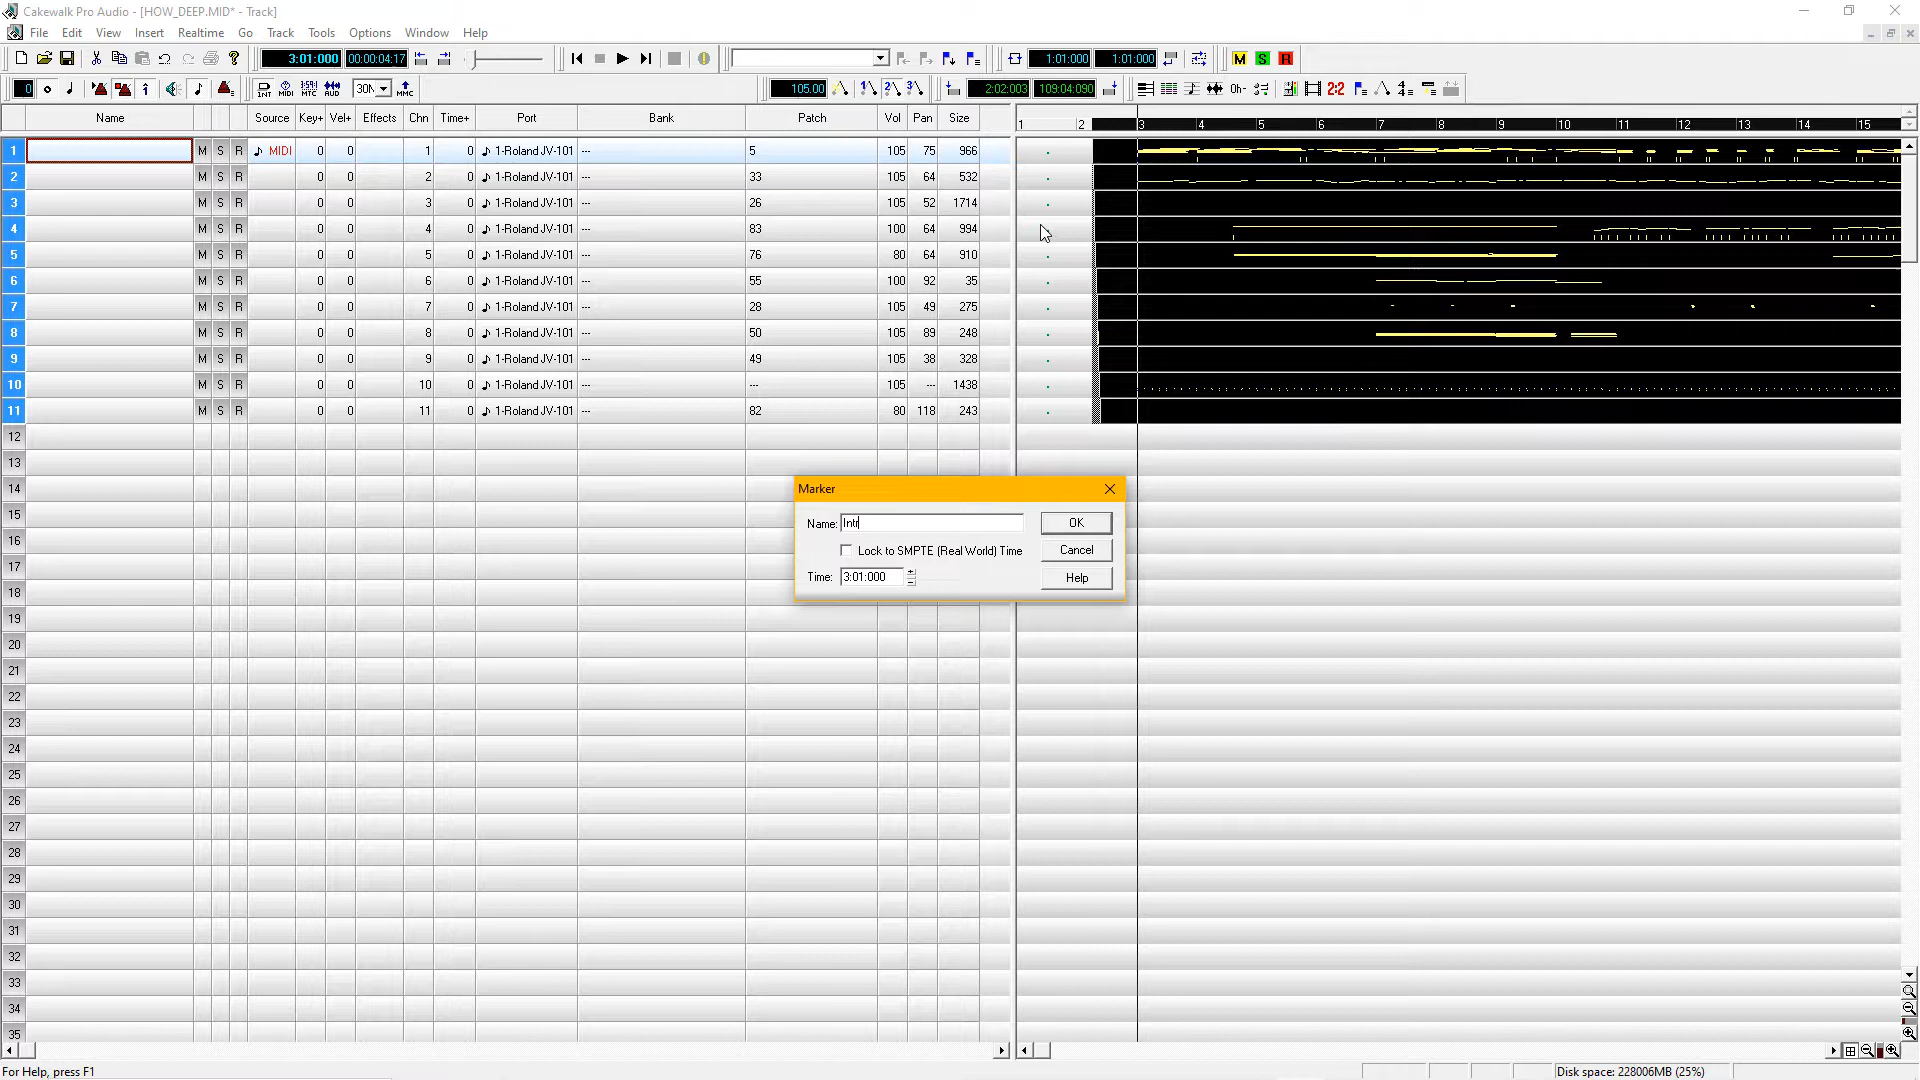 Cakewalk Pro Audio - [HOW_DEEP.MID* - Track]
File Edit View Insert Realtime Go Track Tools Options Window Help
3:01:000 00:00:04:17 1:01:000 1:01:000 M S R
0 INT MIDI MTC AUD 30N MMC 105.00 1 2 3 2:02:003 109:04:090 2:2
Name Source Key+ Vel+ Effects Chn Time+ Port Bank Patch Vol Pan Size 1 2 3 4 5 6 7 8 9 10 11 12 13 14 15
1 M S R MIDI 0 0 1 0 1-Roland JV-101 --- 5 105 75 966
2 M S R 0 0 2 0 1-Roland JV-101 --- 33 105 64 532
3 M S R 0 0 3 0 1-Roland JV-101 --- 26 105 52 1714
4 M S R 0 0 4 0 1-Roland JV-101 --- 83 100 64 994
5 M S R 0 0 5 0 1-Roland JV-101 --- 76 80 64 910
6 M S R 0 0 6 0 1-Roland JV-101 --- 55 100 92 35
7 M S R 0 0 7 0 1-Roland JV-101 --- 28 105 49 275
8 M S R 0 0 8 0 1-Roland JV-101 --- 50 105 89 248
9 M S R 0 0 9 0 1-Roland JV-101 --- 49 105 38 328
10 M S R 0 0 10 0 1-Roland JV-101 --- --- 105 --- 1438
11 M S R 0 0 11 0 1-Roland JV-101 --- 82 80 118 243
12
13
14
15
16
17
18
19
20
21
22
23
24
25
26
27
28
29
30
31
32
33
34
35
Marker
Name: Intr OK
Lock to SMPTE (Real World) Time Cancel
Time: 3:01:000 Help
For Help, press F1 Disk space: 228006MB (25%)